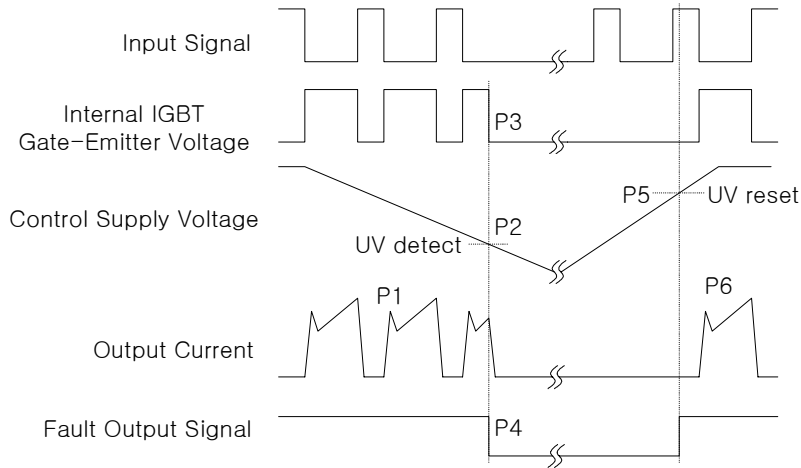 Input Signal
Internal IGBT
Gate-Emitter Voltage
P3
Control Supply Voltage
P5
UV reset
P2
UV detect
P1
P6
Output Current
Fault Output Signal
P4